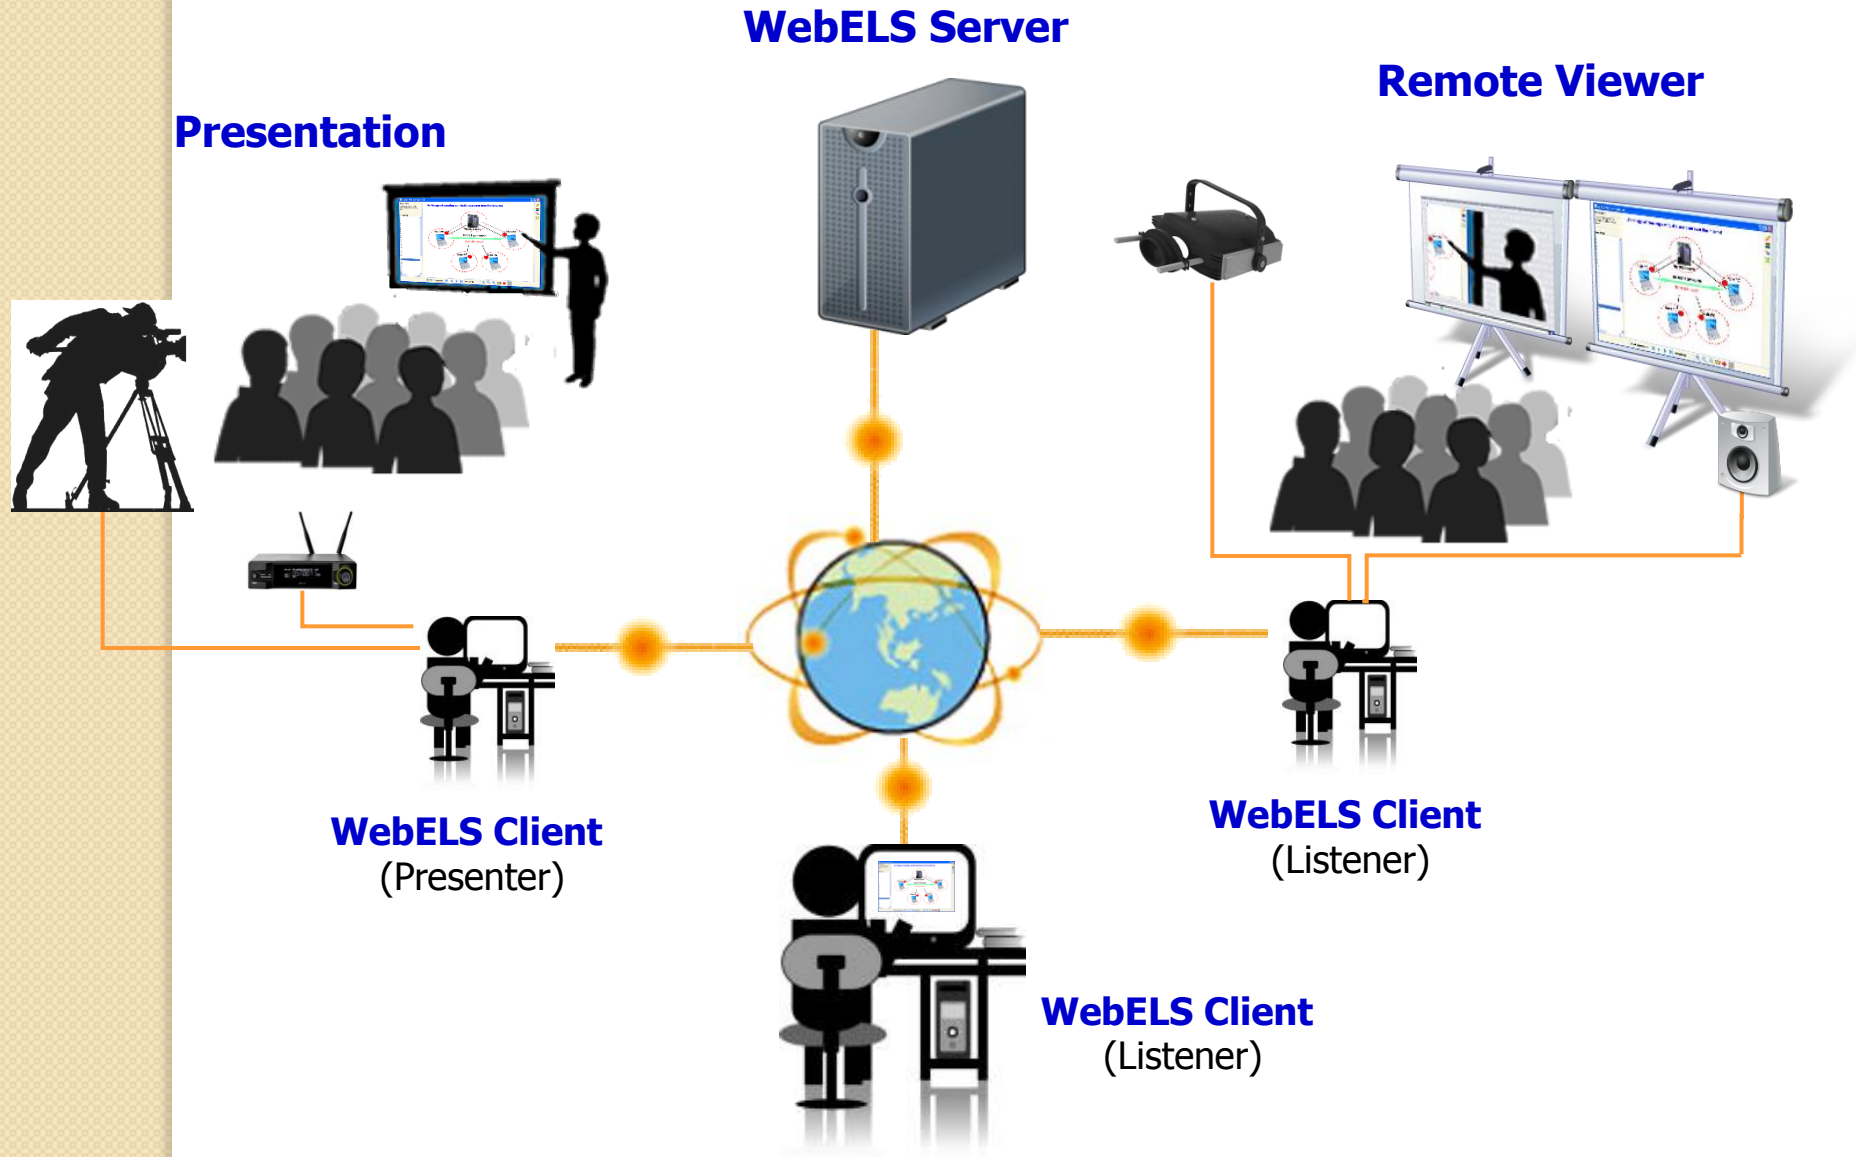 WebELS Server
Remote Viewer
Presentation
WebELS Client
(Presenter)
WebELS Client
(Listener)
WebELS Client
(Listener)